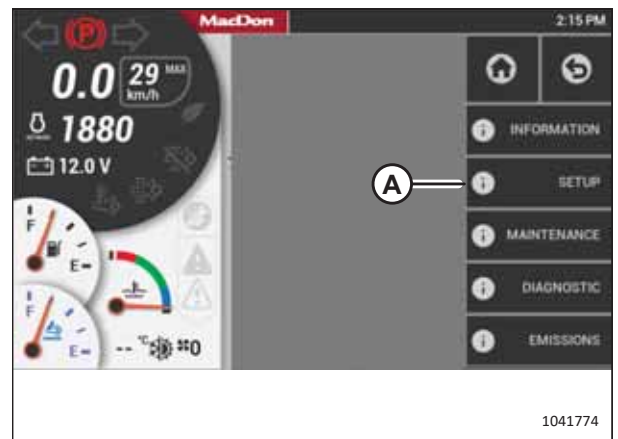 MacDon 2:15 PM
P
0.0 29 MAX
km/h
1880
12.0 V
INFORMATION
A SETUP
MAINTENANCE
DIAGNOSTIC
EMISSIONS
F
E
F
E
-- °C 0
1041774